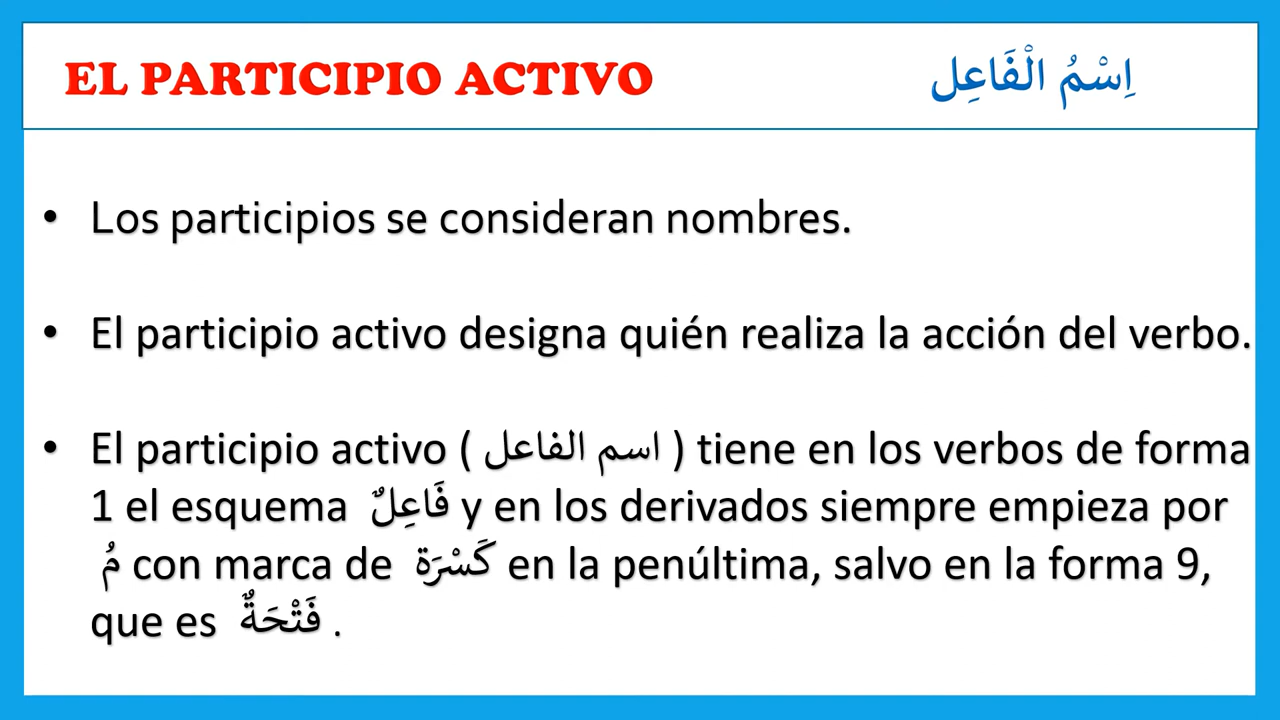 EL PARTICIPIO ACTIVO
اِسْمُ الْفَاعِل
• Los participios se consideran nombres.
• El participio activo designa quién realiza la acción del verbo.
• El participio activo ( اسم الفاعل ) tiene en los verbos de forma
1 el esquema فَاعِلٌ y en los derivados siempre empieza por
مُ con marca de كَسْرَة en la penúltima, salvo en la forma 9,
que es فَتْحَةٌ .